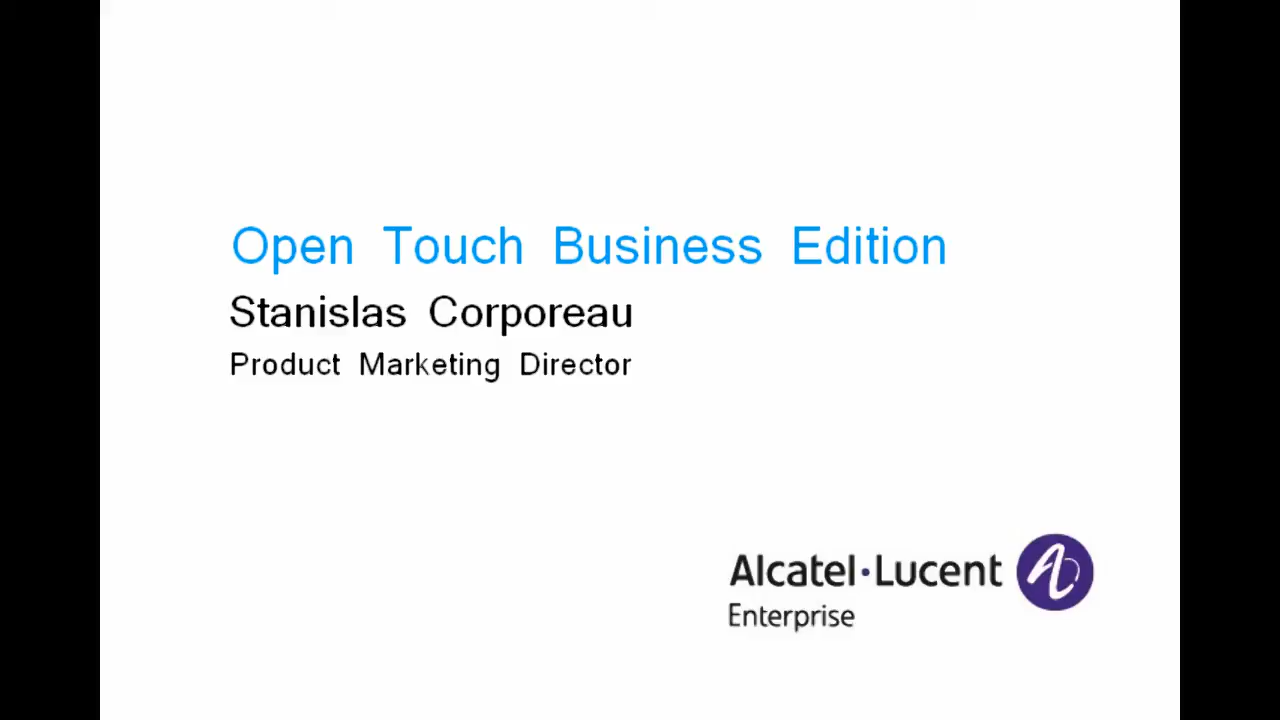 Open Touch Business Edition
Stanislas Corporeau
Product Marketing Director
Alcatel·Lucent
Enterprise